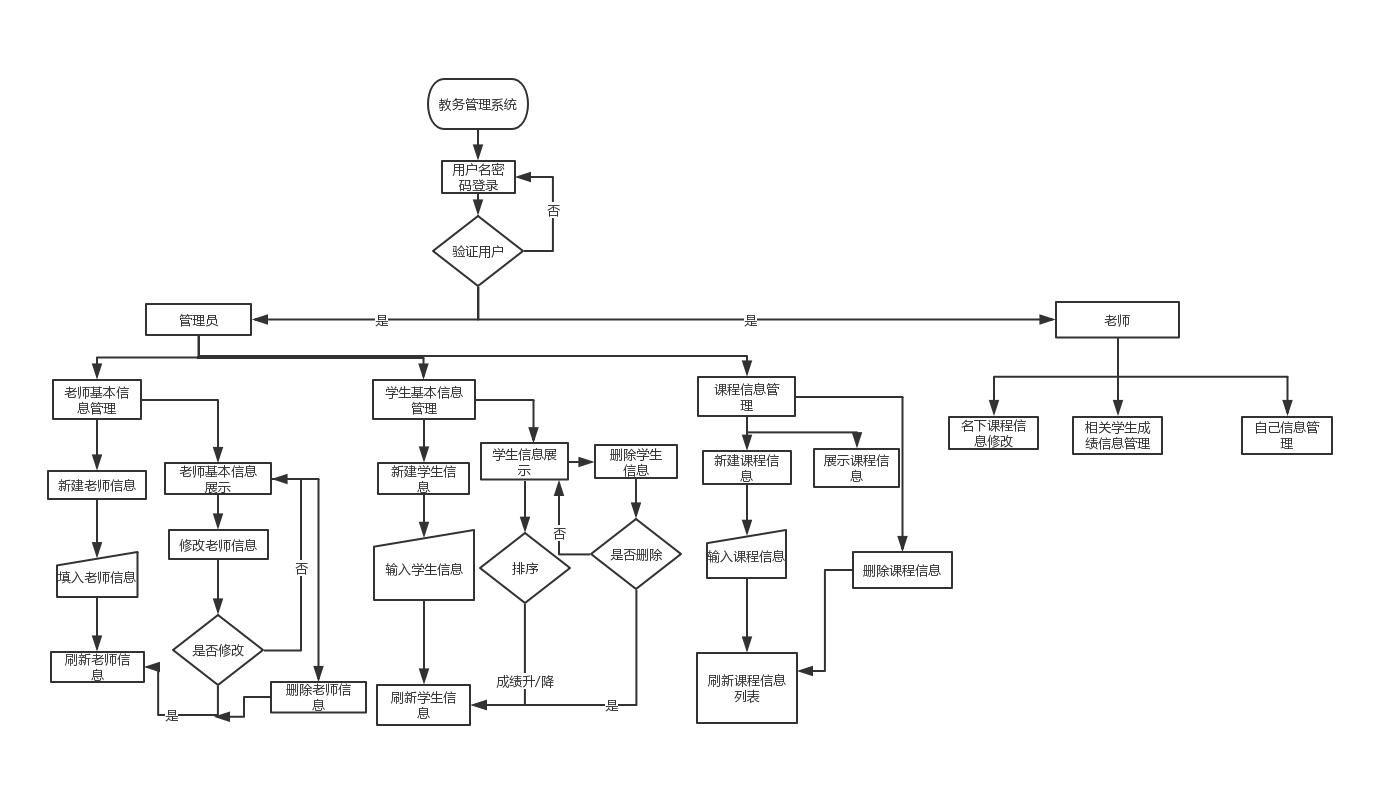 教务管理系统
用户名密
码登录
否
验证用户
管理员
是
是
老师
老师基本信
息管理
学生基本信息
管理
课程信息管
理
名下课程信
息修改
相关学生成
绩信息管理
自己信息管
理
新建老师信息
老师基本信息
展示
新建学生信
息
学生信息展
示
删除学生
信息
新建课程信
息
展示课程信
息
修改老师信息
否
填入老师信息
输入学生信息
排序
否
是否删除
输入课程信息
删除课程信息
是否修改
刷新老师信
息
是
删除老师信
息
刷新学生信
息
成绩升/降
是
刷新课程信息
列表